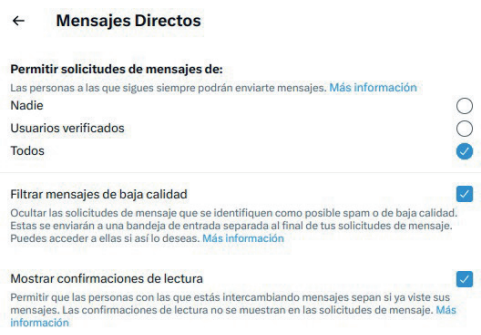 Mensajes Directos
Permitir solicitudes de mensajes de:
Las personas a las que sigues siempre podrán enviarte mensajes. Más información
Nadie
Usuarios verificados
Todos
Filtrar mensajes de baja calidad
Ocultar las solicitudes de mensaje que se identifiquen como posible spam o de baja calidad.
Estas se enviarán a una bandeja de entrada separada al final de tus solicitudes de mensaje.
Puedes acceder a ellas si así lo deseas. Más información
Mostrar confirmaciones de lectura
Permitir que las personas con las que estás intercambiando mensajes sepan si ya viste sus
mensajes. Las confirmaciones de lectura no se muestran en las solicitudes de mensaje. Más
información